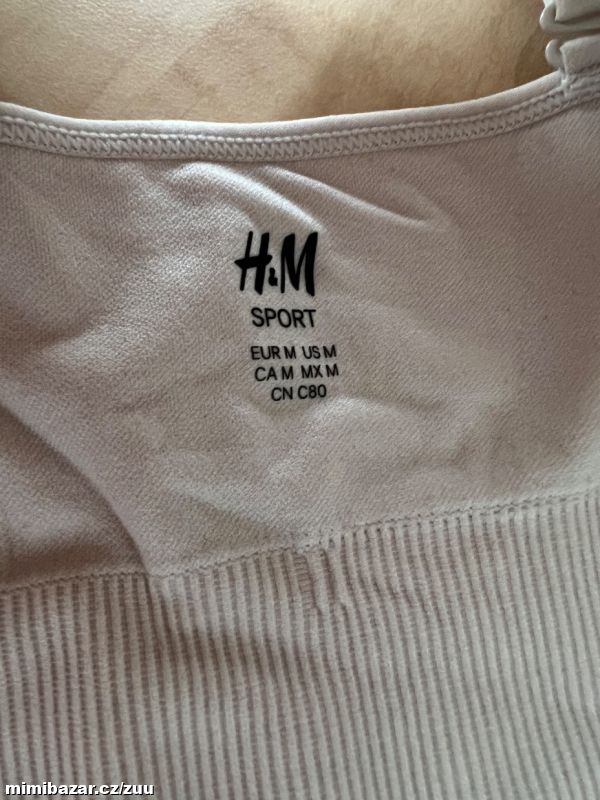 H&M
SPORT
EUR M US M
CA M MX M
CN C80
mimibazar.cz/zuu